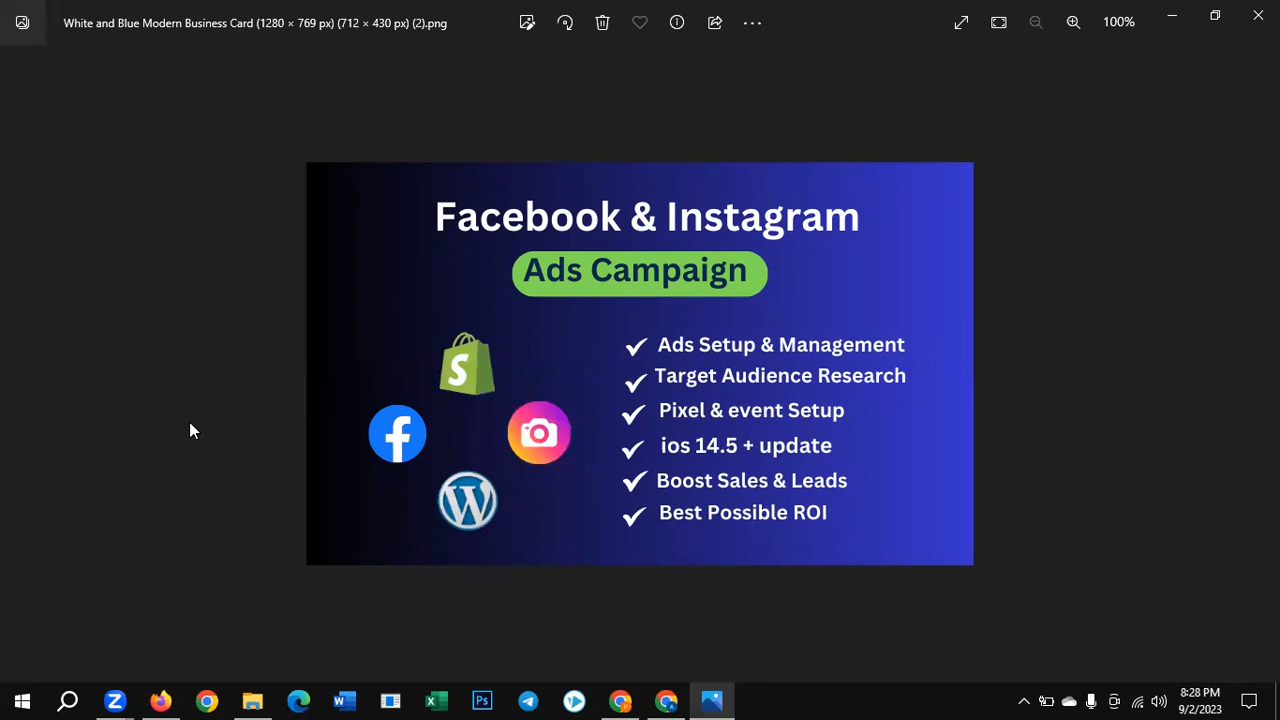 White and Blue Modern Business Card (1280 × 769 px) (712 × 430 px) (2).png
100%
Facebook & Instagram
Ads Campaign
Ads Setup & Management
Target Audience Research
Pixel & event Setup
ios 14.5 + update
Boost Sales & Leads
Best Possible ROI
8:28 PM
9/2/2023